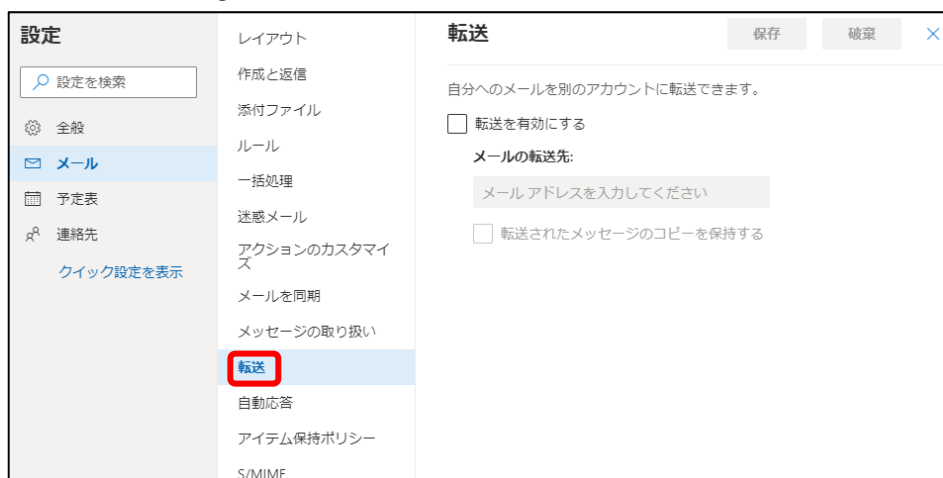 設定
設定を検索
全般
メール
予定表
連絡先
クイック設定を表示
レイアウト
作成と返信
添付ファイル
ルール
一括処理
迷惑メール
アクションのカスタマイ
ズ
メールを同期
メッセージの取り扱い
転送
自動応答
アイテム保持ポリシー
S/MIME
転送
保存
破棄
自分へのメールを別のアカウントに転送できます。
転送を有効にする
メールの転送先:
メール アドレスを入力してください
転送されたメッセージのコピーを保持する